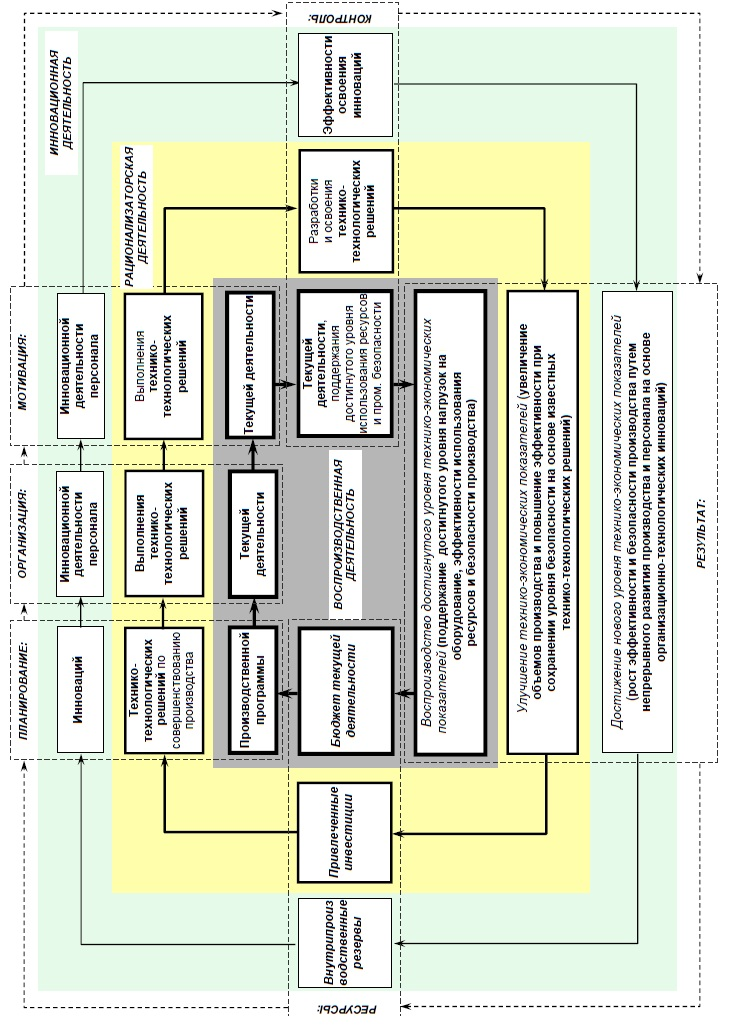 КОНТРОЛЬ:
ИННОВАЦИОННАЯ
ДЕЯТЕЛЬНОСТЬ
Эффективности
освоения
инноваций
РАЦИОНАЛИЗАТОРСКАЯ
ДЕЯТЕЛЬНОСТЬ
Разработки
и освоения
технико-
технологических
решений
МОТИВАЦИЯ:
Инновационной
деятельности
персонала
Выполнения
технико-
технологических
решений
Текущей деятельности
Текущей
деятельности,
поддержания
достигнутого уровня
использования ресурсов
и пром. безопасности
ОРГАНИЗАЦИЯ:
Инновационной
деятельности
персонала
Выполнения
технико-
технологических
решений
Текущей
деятельности
ВОСПРОИЗВОДСТВЕННАЯ
ДЕЯТЕЛЬНОСТЬ
ПЛАНИРОВАНИЕ:
Инноваций
Технико-
технологических
решений по
совершенствованию
производства
Производственной
программы
Бюджет текущей
деятельности
Воспроизводство достигнутого уровня технико-экономических
показателей (поддержание достигнутого уровня нагрузок на
оборудование, эффективности использования
ресурсов и безопасности производства)
Улучшение технико-экономических показателей (увеличение
объемов производства и повышение эффективности при
сохранении уровня безопасности на основе известных
технико-технологических решений)
Достижение нового уровня технико-экономических показателей
(рост эффективности и безопасности производства путем
непрерывного развития производства и персонала на основе
организационно-технологических инноваций)
РЕЗУЛЬТАТ:
Привлеченные
инвестиции
Внутрипроиз
водственные
резервы
РЕСУРСЫ: